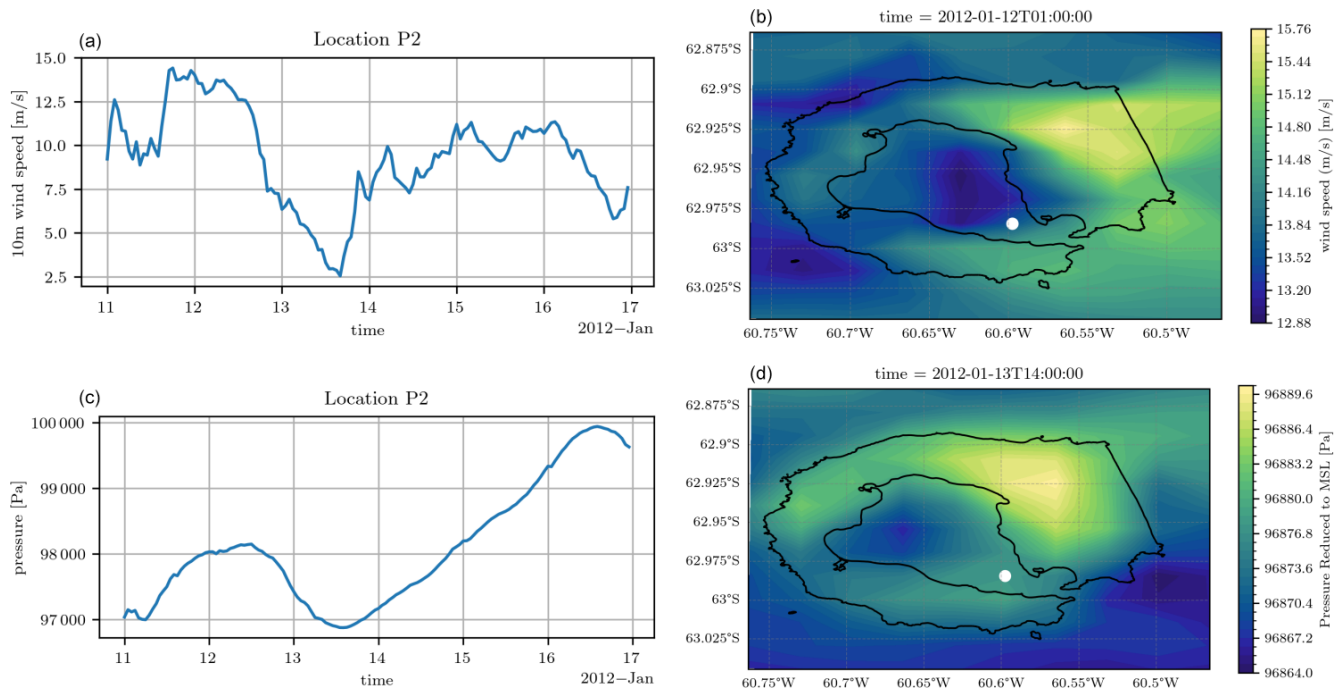 (a)
Location P2
15.0
12.5
10.0
7.5
5.0
2.5
10m wind speed [m/s]
11 12 13 14 15 16 17
time
2012−Jan
(b)
time = 2012-01-12T01:00:00
62.875°S
62.9°S
62.925°S
62.95°S
62.975°S
63°S
63.025°S
60.75°W 60.7°W 60.65°W 60.6°W 60.55°W 60.5°W
15.76
15.44
15.12
14.80
14.48
14.16
13.84
13.52
13.20
12.88
wind speed (m/s) [m/s]
(c)
Location P2
100 000
99 000
98 000
97 000
pressure [Pa]
11 12 13 14 15 16 17
time
2012−Jan
(d)
time = 2012-01-13T14:00:00
62.875°S
62.9°S
62.925°S
62.95°S
62.975°S
63°S
63.025°S
60.75°W 60.7°W 60.65°W 60.6°W 60.55°W 60.5°W
96889.6
96886.4
96883.2
96880.0
96876.8
96873.6
96870.4
96867.2
96864.0
Pressure Reduced to MSL [Pa]